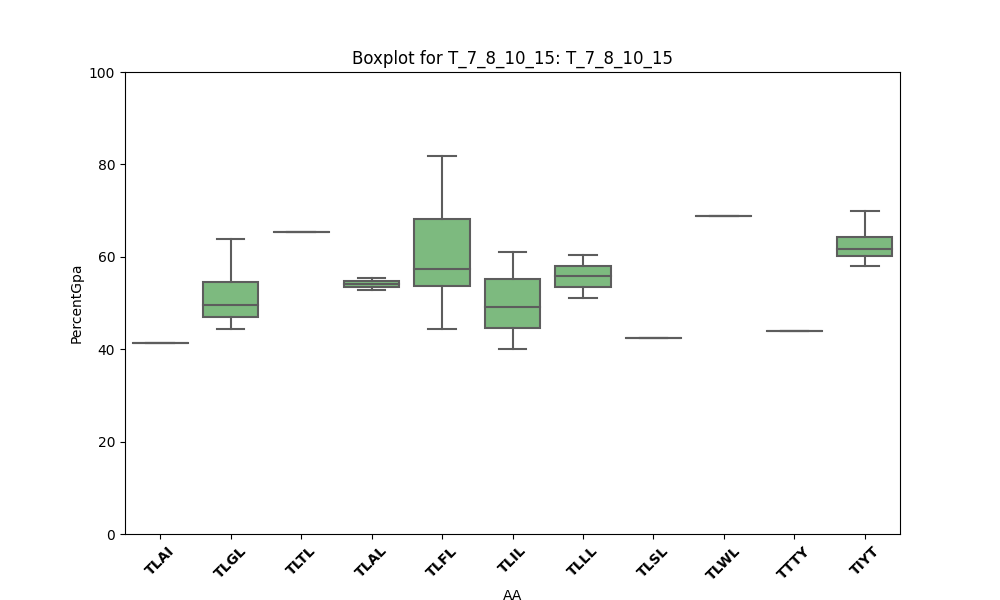 Boxplot for T_7_8_10_15: T_7_8_10_15
100
80
60
40
20
0
PercentGpa
TLAI
TLGL
TLTL
TLAL
TLFL
TLIL
TLLL
TLSL
TLWL
TTTY
TIYT
AA